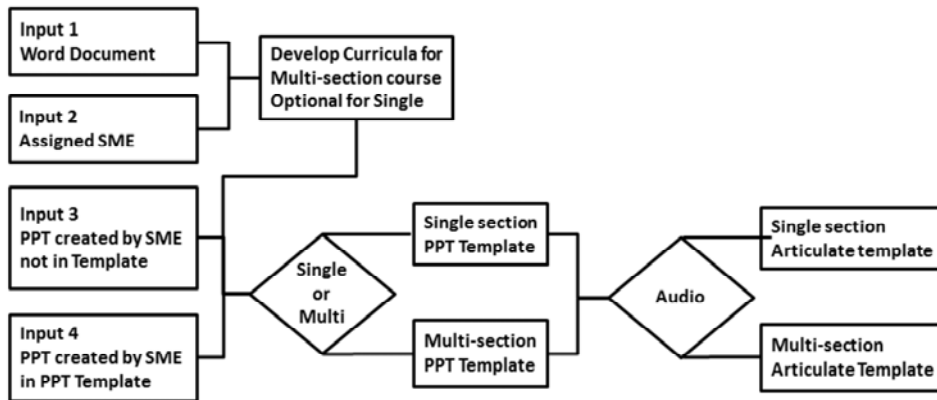 Input 1
Word Document
Develop Curricula for
Multi-section course
Optional for Single
Input 2
Assigned SME
Input 3
PPT created by SME
not in Template
Single section
PPT Template
Single section
Articulate template
Single
or
Multi
Audio
Input 4
PPT created by SME
in PPT Template
Multi-section
PPT Template
Multi-section
Articulate Template